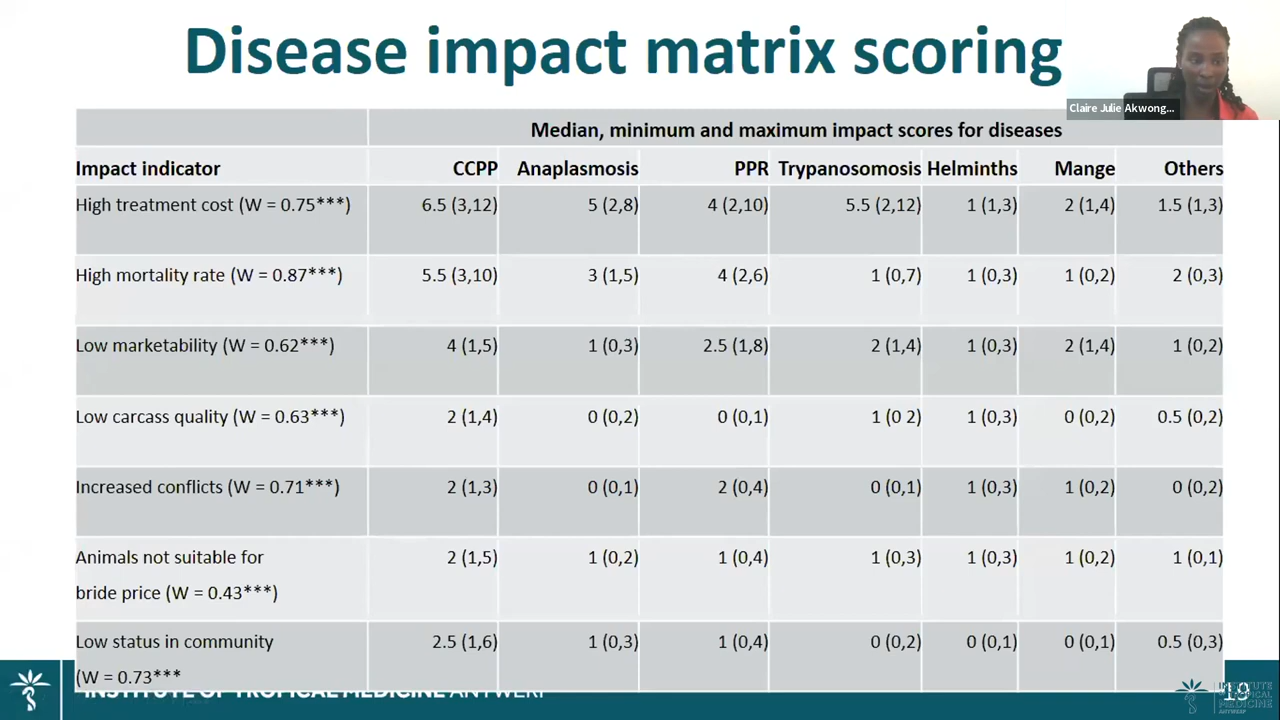 Disease impact matrix scoring
Claire Julie Akwong...
Median, minimum and maximum impact scores for diseases
Impact indicator CCPP Anaplasmosis PPR Trypanosomosis Helminths Mange Others
High treatment cost (W = 0.75***) 6.5 (3,12) 5 (2,8) 4 (2,10) 5.5 (2,12) 1 (1,3) 2 (1,4) 1.5 (1,3)
High mortality rate (W = 0.87***) 5.5 (3,10) 3 (1,5) 4 (2,6) 1 (0,7) 1 (0,3) 1 (0,2) 2 (0,3)
Low marketability (W = 0.62***) 4 (1,5) 1 (0,3) 2.5 (1,8) 2 (1,4) 1 (0,3) 2 (1,4) 1 (0,2)
Low carcass quality (W = 0.63***) 2 (1,4) 0 (0,2) 0 (0,1) 1 (0 2) 1 (0,3) 0 (0,2) 0.5 (0,2)
Increased conflicts (W = 0.71***) 2 (1,3) 0 (0,1) 2 (0,4) 0 (0,1) 1 (0,3) 1 (0,2) 0 (0,2)
Animals not suitable for
bride price (W = 0.43***) 2 (1,5) 1 (0,2) 1 (0,4) 1 (0,3) 1 (0,3) 1 (0,2) 1 (0,1)
Low status in community
(W = 0.73*** 2.5 (1,6) 1 (0,3) 1 (0,4) 0 (0,2) 0 (0,1) 0 (0,1) 0.5 (0,3)
INSTITUTE OF TROPICAL MEDICINE ANTWERP
INSTITUTE
OF TROPICAL
MEDICINE
ANTWERP